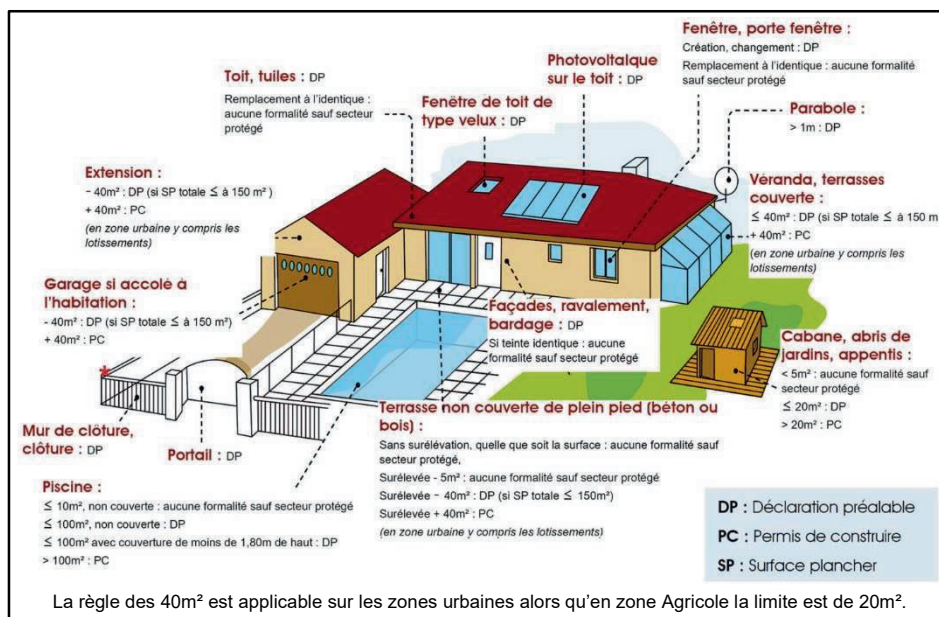 Fenêtre, porte fenêtre :
Création, changement : DP
Remplacement à l'identique : aucune formalité
sauf secteur protégé
Photovoltaïque
sur le toit : DP
Toit, tuiles : DP
Remplacement à l'identique :
aucune formalité sauf secteur
protégé
Fenêtre de toit de
type velux : DP
Parabole :
> 1m : DP
Extension :
- 40m² : DP (si SP totale ≤ à 150 m²)
+ 40m² : PC
(en zone urbaine y compris les
lotissements)
Véranda, terrasses
couverte :
≤ 40m² : DP (si SP totale ≤ à 150 m
+ 40m² : PC
(en zone urbaine y compris les
lotissements)
Garage si accolé à
l'habitation :
- 40m² : DP (si SP totale ≤ à 150 m²)
+ 40m² : PC
Façades, ravalement,
bardage : DP
Si teinte identique : aucune
formalité sauf secteur protégé
Cabane, abris de
jardins, appentis :
< 5m² : aucune formalité sauf
secteur protégé
≤ 20m² : DP
> 20m² : PC
*
Mur de clôture,
clôture : DP
Portail : DP
Terrasse non couverte de plein pied (béton ou
bois) :
Sans surélévation, quelle que soit la surface : aucune formalité sauf
secteur protégé,
Surélevée - 5m² : aucune formalité sauf secteur protégé
Surélevée - 40m² : DP (si SP totale ≤ 150m²)
Surélevée + 40m² : PC
(en zone urbaine y compris les lotissements)
Piscine :
≤ 10m², non couverte : aucune formalité sauf secteur protégé
≤ 100m², non couverte : DP
≤ 100m² avec couverture de moins de 1,80m de haut : DP
> 100m² : PC
DP : Déclaration préalable
PC : Permis de construire
SP : Surface plancher
La règle des 40m² est applicable sur les zones urbaines alors qu'en zone Agricole la limite est de 20m².